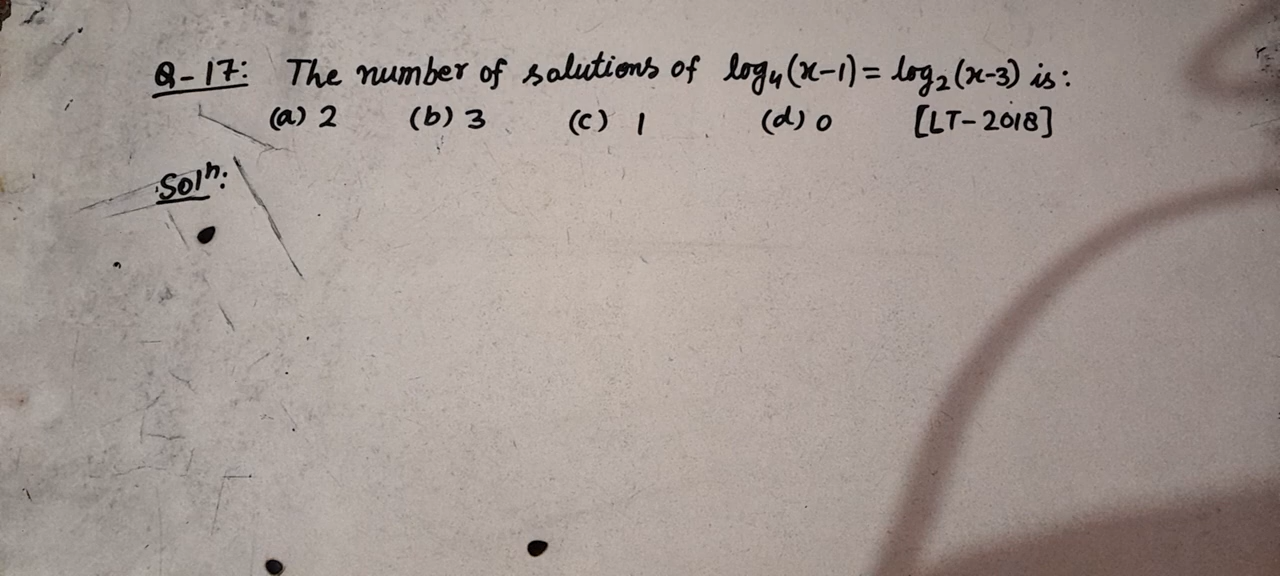 Q-17: The number of solutions of log₄(x-1) = log₂(x-3) is:
(a) 2 (b) 3 (c) 1 (d) 0 [LT-2018]
Solⁿ: